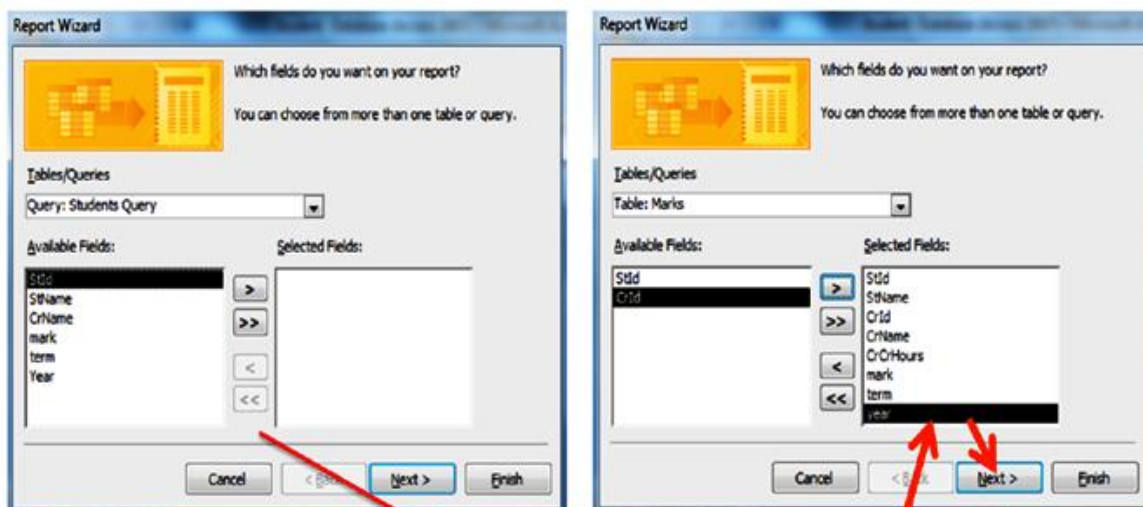 Report Wizard
Which fields do you want on your report?
You can choose from more than one table or query.
Tables/Queries
Query: Students Query
Available Fields:
Selected Fields:
StId
StName
CrName
mark
term
Year
>
>>
<
<<
Cancel
< Back
Next >
Finish
Report Wizard
Which fields do you want on your report?
You can choose from more than one table or query.
Tables/Queries
Table: Marks
Available Fields:
Selected Fields:
StId
CrId
>
>>
<
<<
StId
StName
CrId
CrName
CrCrHours
mark
term
year
Cancel
< Back
Next >
Finish